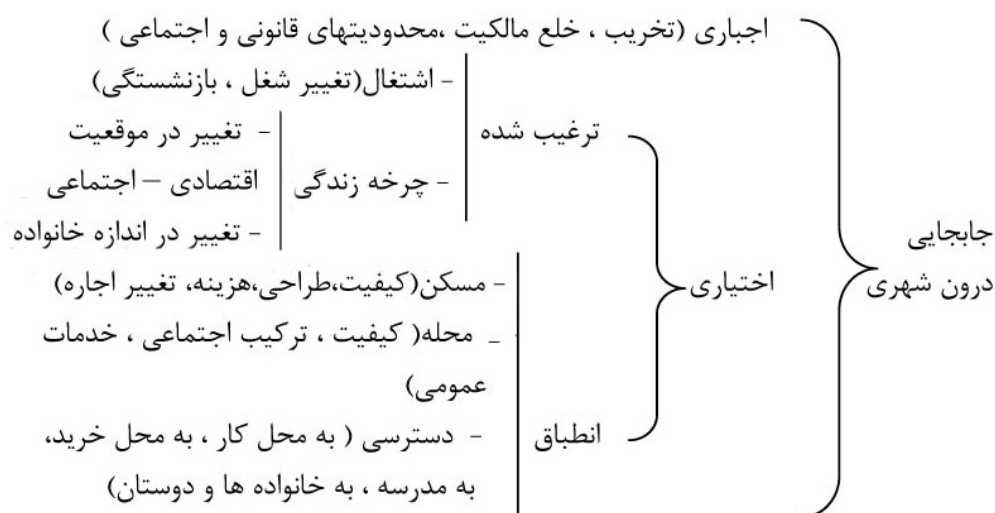 اجباری (تخریب ، خلع مالکیت ،محدودیتهای قانونی و اجتماعی )
- اشتغال(تغییر شغل ، بازنشستگی)
ترغیب شده
- تغییر در موقعیت
اقتصادی – اجتماعی
- چرخه زندگی
- تغییر در اندازه خانواده
جابجایی
درون شهری
اختیاری
- مسکن(کیفیت،طراحی،هزینه، تغییر اجاره)
- محله( کیفیت ، ترکیب اجتماعی ، خدمات
عمومی)
انطباق
- دسترسی ( به محل کار ، به محل خرید،
به مدرسه ، به خانواده ها و دوستان)